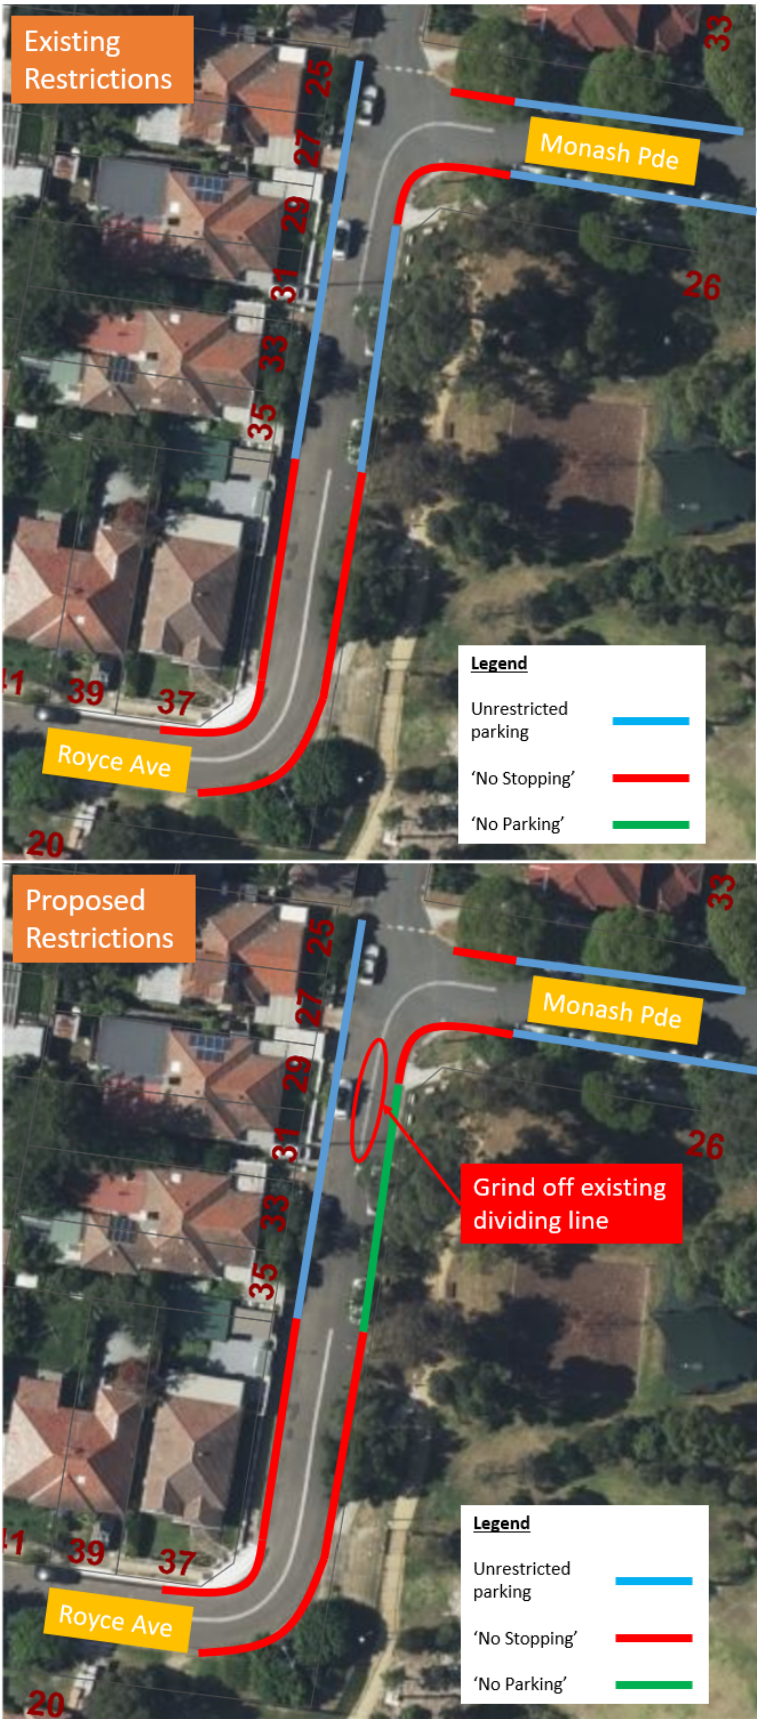 Existing
Restrictions
33
25
27
Monash Pde
29
31
26
33
35
41
39
37
Royce Ave
20
Legend
Unrestricted
parking
'No Stopping'
'No Parking'
Proposed
Restrictions
33
25
27
Monash Pde
29
31
26
Grind off existing
dividing line
33
35
41
39
37
Royce Ave
20
Legend
Unrestricted
parking
'No Stopping'
'No Parking'